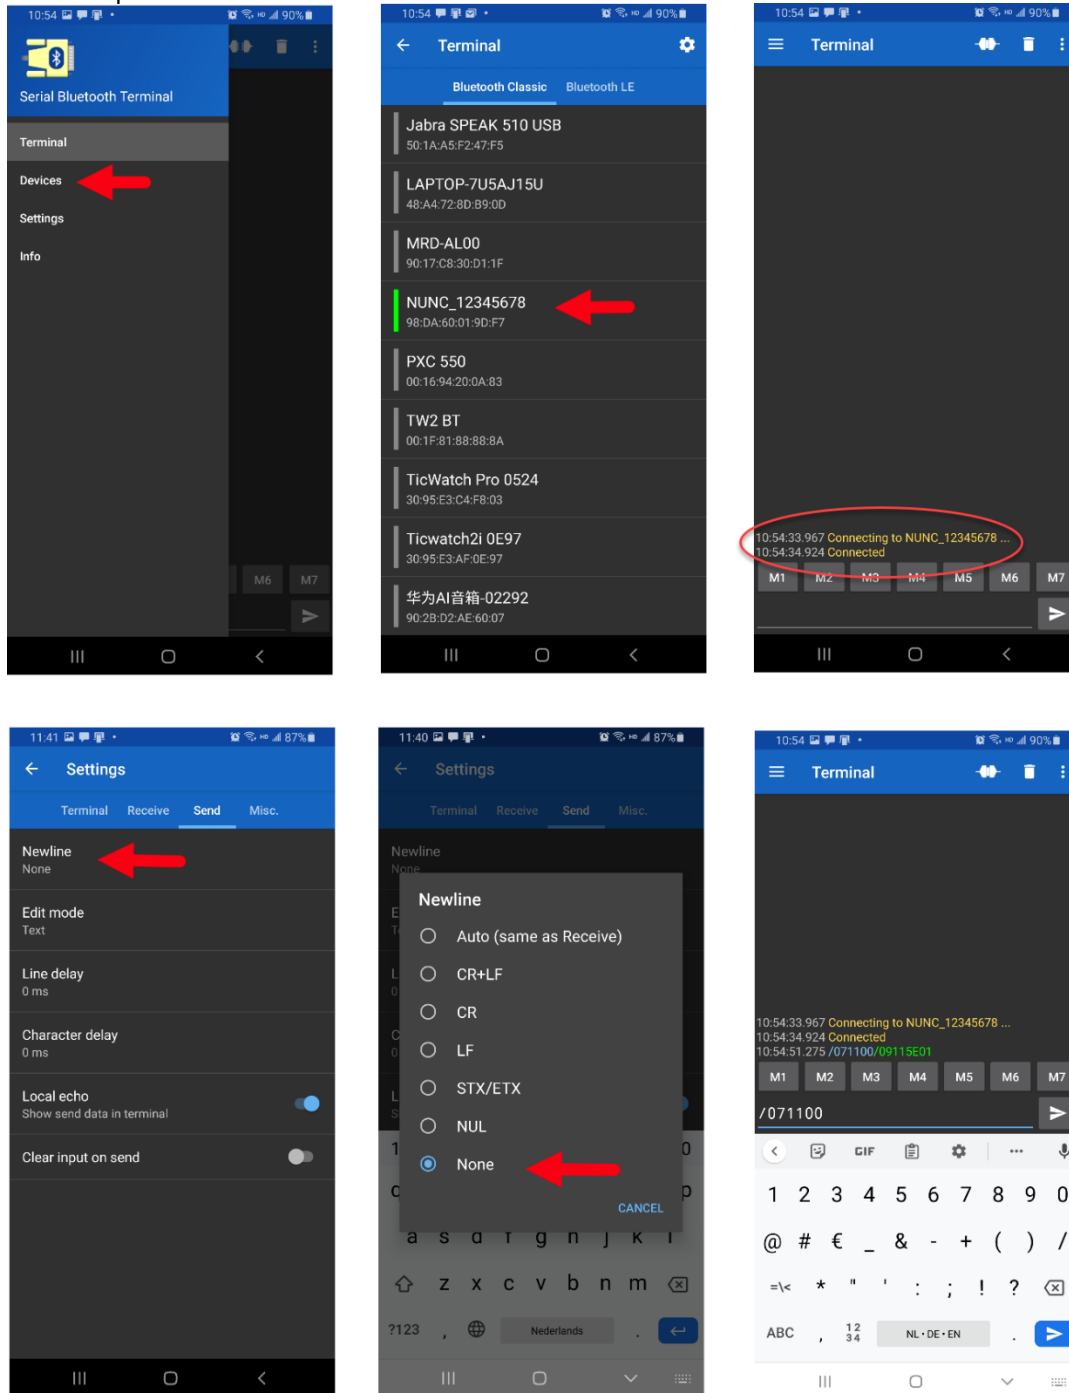 10:54 90%
Serial Bluetooth Terminal
Terminal
Devices
Settings
Info
M6 M7
10:54 90%
Terminal
Bluetooth Classic Bluetooth LE
Jabra SPEAK 510 USB
50:1A:A5:F2:47:F5
LAPTOP-7U5AJ15U
48:A4:72:8D:B9:0D
MRD-AL00
90:17:C8:30:D1:1F
NUNC_12345678
98:DA:60:01:9D:F7
PXC 550
00:16:94:20:0A:83
TW2 BT
00:1F:81:88:88:8A
TicWatch Pro 0524
30:95:E3:C4:F8:03
Ticwatch2i 0E97
30:95:E3:AF:0E:97
华为AI音箱-02292
90:2B:D2:AE:60:07
10:54 90%
Terminal
10:54:33.967 Connecting to NUNC_12345678 ...
10:54:34.924 Connected
M1 M2 M3 M4 M5 M6 M7
11:41 87%
Settings
Terminal Receive Send Misc.
Newline
None
Edit mode
Text
Line delay
0 ms
Character delay
0 ms
Local echo
Show send data in terminal
Clear input on send
11:40 87%
Settings
Terminal Receive Send Misc.
Newline
None
Newline
Auto (same as Receive)
CR+LF
CR
LF
STX/ETX
NUL
None
CANCEL
a s d f g h j k l
z x c v b n m
?123 , Nederlands .
10:54 90%
Terminal
10:54:33.967 Connecting to NUNC_12345678 ...
10:54:34.924 Connected
10:54:51.275 /071100/09115E01
M1 M2 M3 M4 M5 M6 M7
/071100
GIF ...
1 2 3 4 5 6 7 8 9 0
@ # € _ & - + ( ) /
=\< * " ' : ; ! ?
ABC , 12 34 NL • DE • EN .